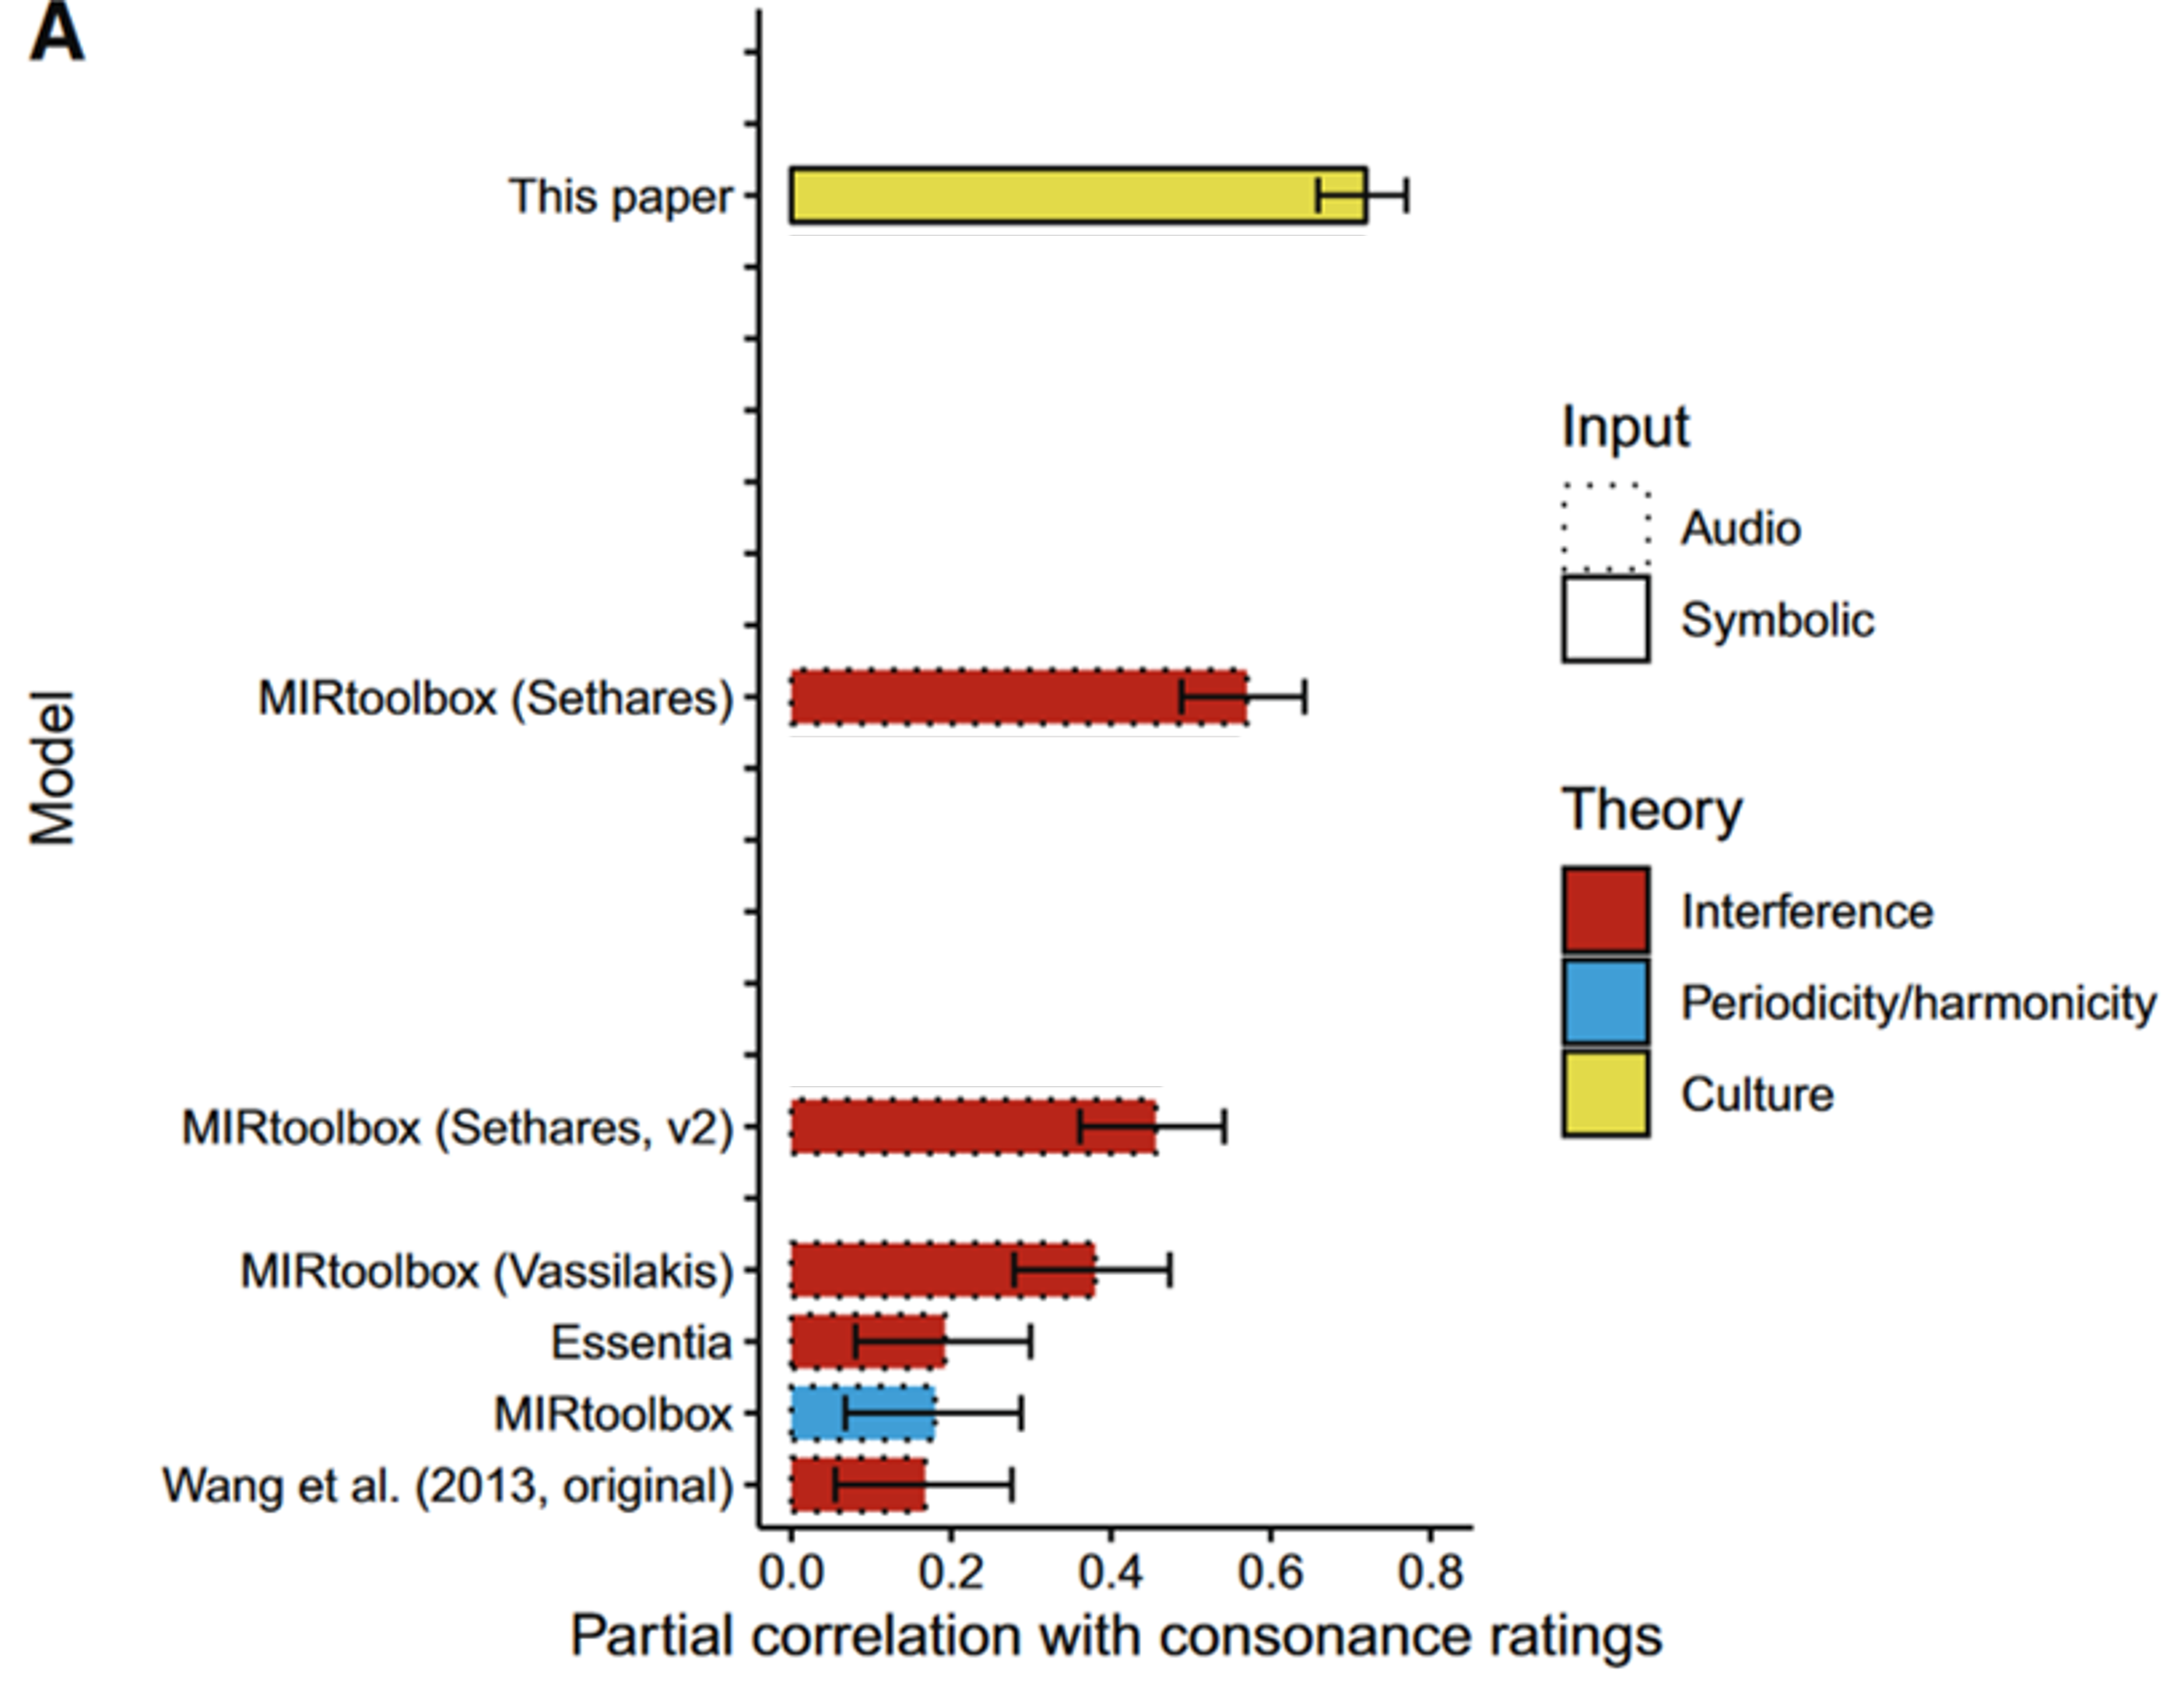 A
This paper
MIRtoolbox (Sethares)
MIRtoolbox (Sethares, v2)
MIRtoolbox (Vassilakis)
Essentia
MIRtoolbox
Wang et al. (2013, original)
Model
0.0 0.2 0.4 0.6 0.8
Partial correlation with consonance ratings
Input
Audio
Symbolic
Theory
Interference
Periodicity/harmonicity
Culture